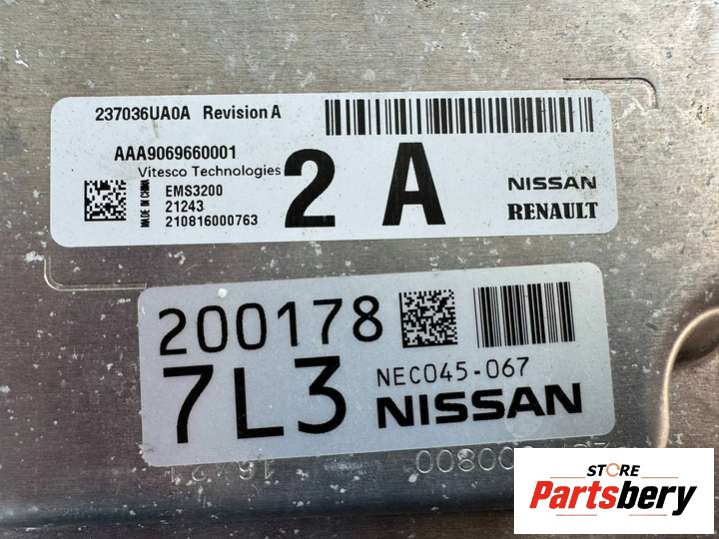 237036UA0A Revision A
AAA9069660001
Vitesco Technologies
MADE IN CHINA
EMS3200
21243
210816000763
2 A
NISSAN
RENAULT
200178
7L3
NEC045-067
NISSAN
STORE
Partsbery